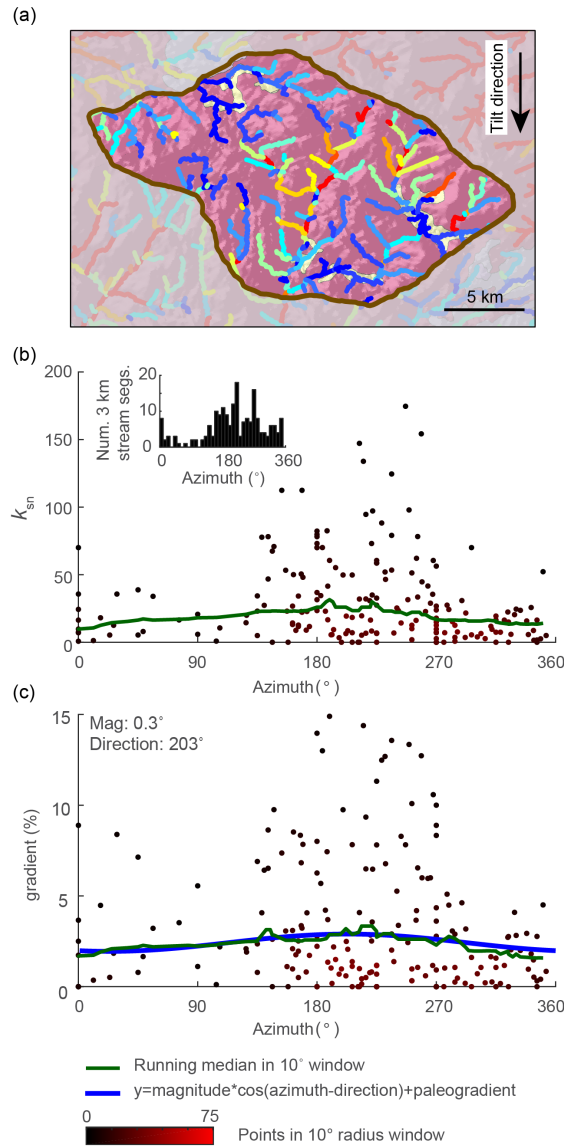 (a)
Tilt direction
5 km
(b)
200
150
100
50
0
k_sn
Num. 3 km
stream segs.
20
10
0
0 180 360
Azimuth (°)
0 90 180 270 360
Azimuth (°)
(c)
15
10
5
0
gradient (%)
Mag: 0.3°
Direction: 203°
0 90 180 270 360
Azimuth (°)
Running median in 10° window
y=magnitude*cos(azimuth-direction)+paleogradient
0 75
Points in 10° radius window